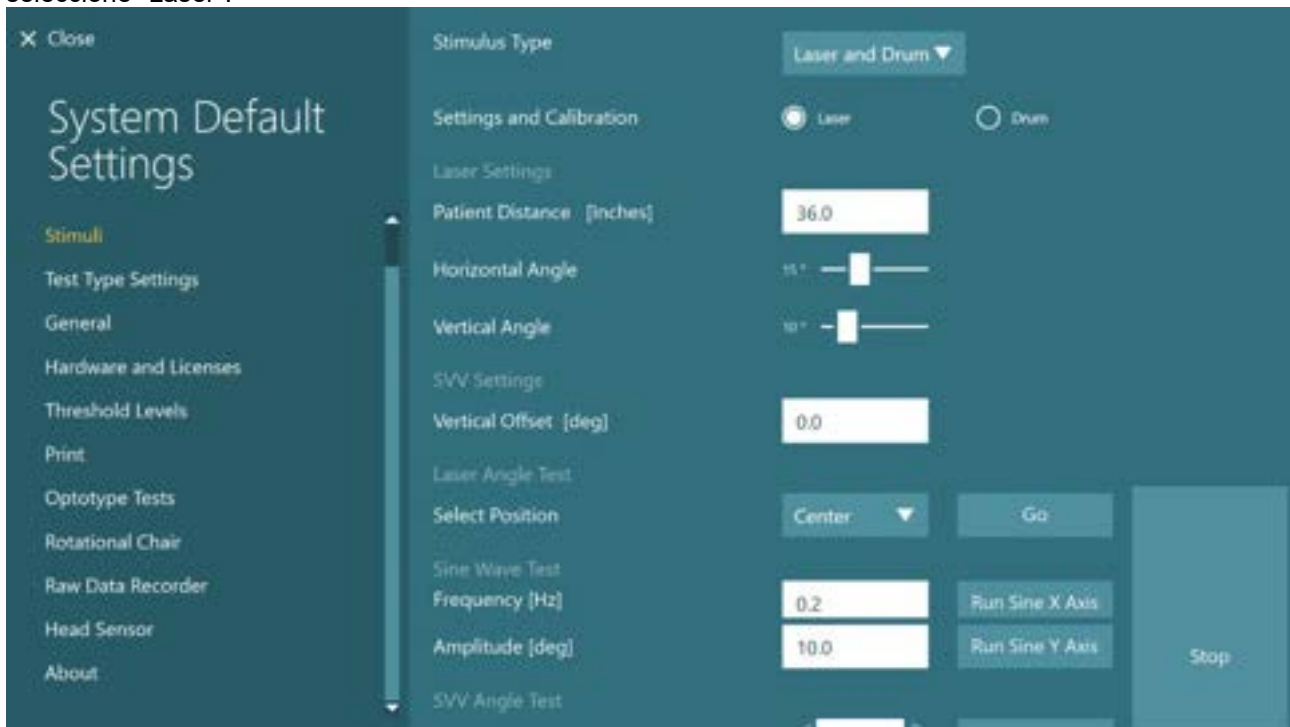 seleccione "Laser".
X Close
System Default
Settings
Stimuli
Test Type Settings
General
Hardware and Licenses
Threshold Levels
Print
Optotype Tests
Rotational Chair
Raw Data Recorder
Head Sensor
About
Stimulus Type
Laser and Drum
Settings and Calibration
Laser
Drum
Laser Settings
Patient Distance [Inches]
36.0
Horizontal Angle
15°
Vertical Angle
10°
SVV Settings
Vertical Offset [deg]
0.0
Laser Angle Test
Select Position
Center
Go
Sine Wave Test
Frequency [Hz]
0.2
Run Sine X Axis
Amplitude [deg]
10.0
Run Sine Y Axis
Stop
SVV Angle Test